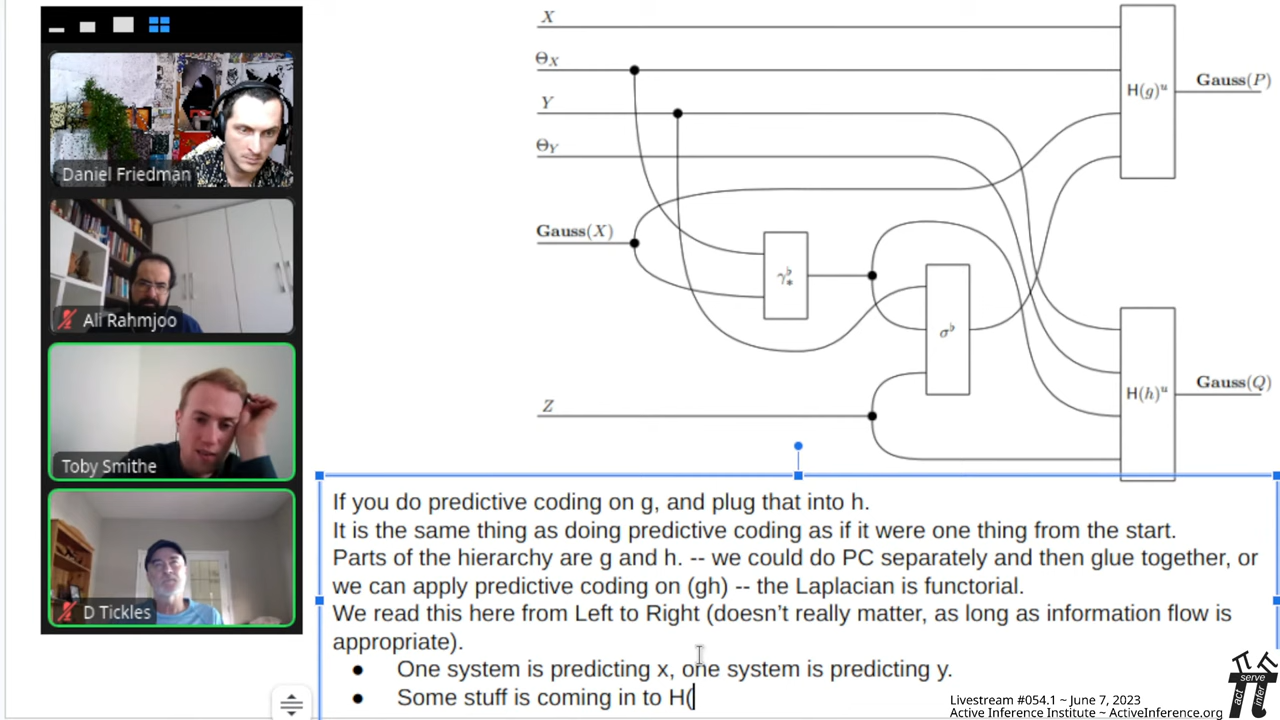 X
Θ_X
Y
Θ_Y
Gauss(X)
γ_*^♭
σ^♭
Z
H(g)^u
Gauss(P)
H(h)^u
Gauss(Q)
Daniel Friedman
Ali Rahmjoo
Toby Smithe
D Tickles
If you do predictive coding on g, and plug that into h.
It is the same thing as doing predictive coding as if it were one thing from the start.
Parts of the hierarchy are g and h. -- we could do PC separately and then glue together, or
we can apply predictive coding on (gh) -- the Laplacian is functorial.
We read this here from Left to Right (doesn’t really matter, as long as information flow is
appropriate).
● One system is predicting x, one system is predicting y.
● Some stuff is coming in to H(
Livestream #054.1 ~ June 7, 2023
Active Inference Institute ~ ActiveInference.org
act
serve
infer